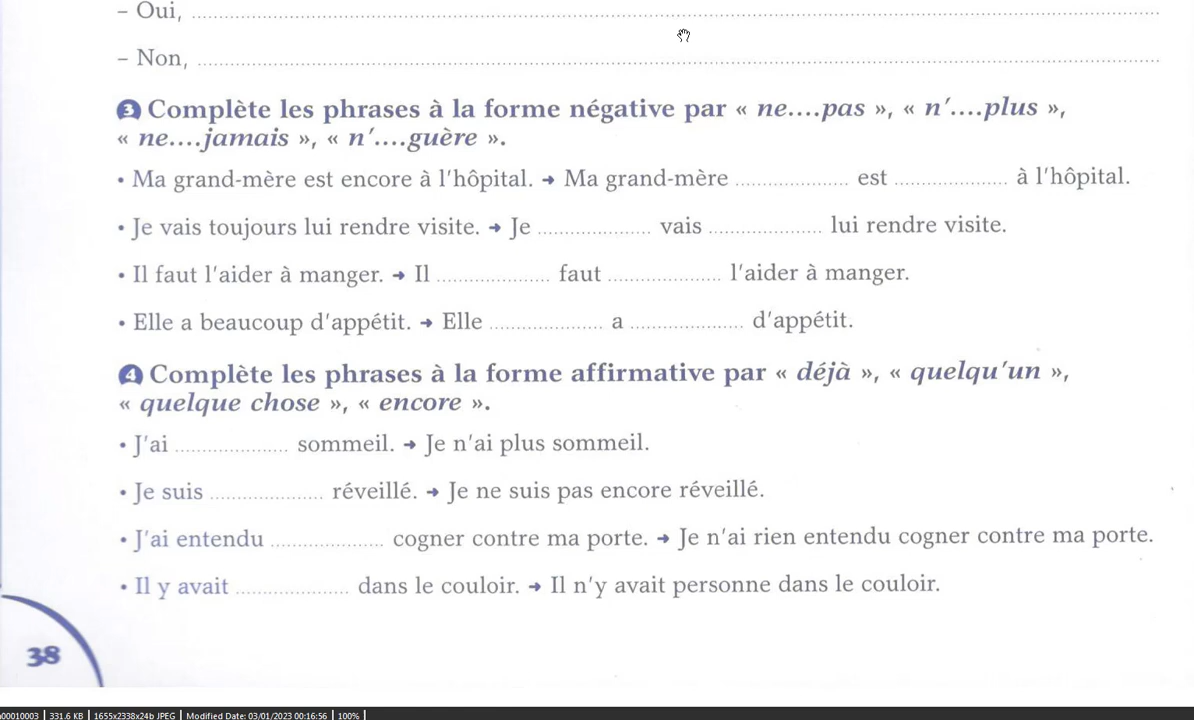 – Oui, ........................................
– Non, ........................................
3 Complète les phrases à la forme négative par « ne....pas », « n'....plus »,
« ne....jamais », « n'....guère ».
• Ma grand-mère est encore à l'hôpital. ➜ Ma grand-mère .................... est .................... à l'hôpital.
• Je vais toujours lui rendre visite. ➜ Je .................... vais .................... lui rendre visite.
• Il faut l'aider à manger. ➜ Il .................... faut .................... l'aider à manger.
• Elle a beaucoup d'appétit. ➜ Elle .................... a .................... d'appétit.
4 Complète les phrases à la forme affirmative par « déjà », « quelqu'un »,
« quelque chose », « encore ».
• J'ai .................... sommeil. ➜ Je n'ai plus sommeil.
• Je suis .................... réveillé. ➜ Je ne suis pas encore réveillé.
• J'ai entendu .................... cogner contre ma porte. ➜ Je n'ai rien entendu cogner contre ma porte.
• Il y avait .................... dans le couloir. ➜ Il n'y avait personne dans le couloir.
38
00010003 | 331.6 KB | 1655x2338x24b JPEG | Modified Date: 03/01/2023 00:16:56 | 100% |